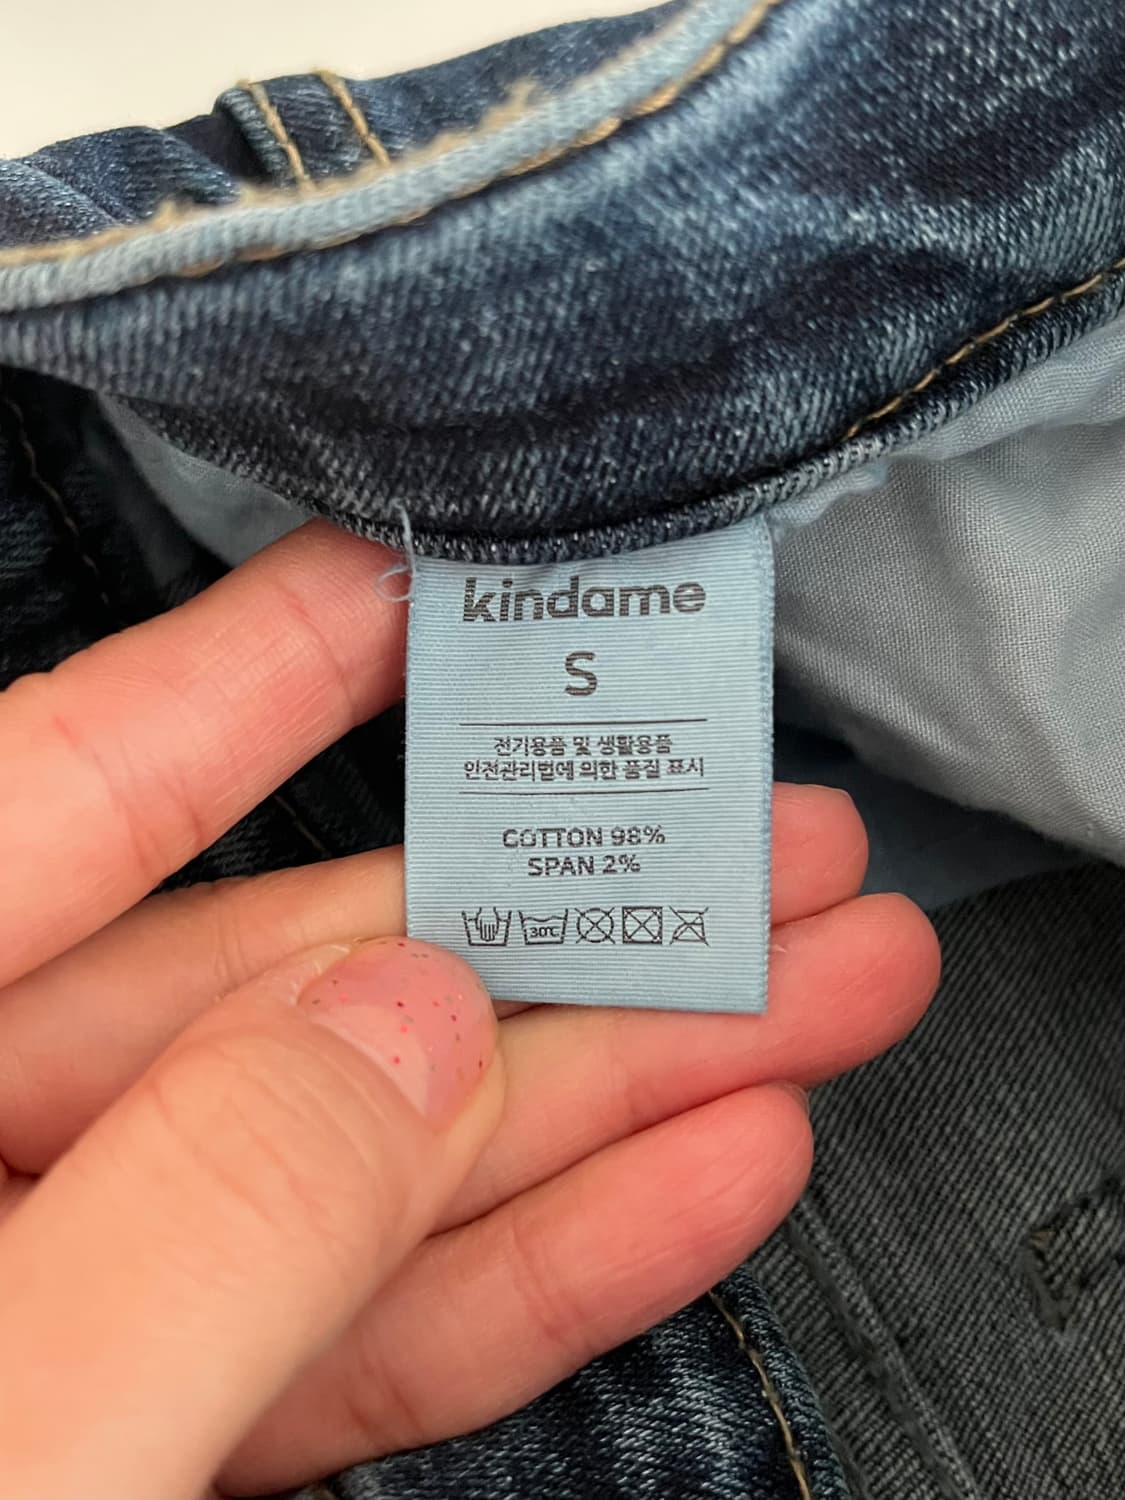 kindame
S
전기용품 및 생활용품
안전관리법에 의한 품질 표시
COTTON 98%
SPAN 2%
30℃